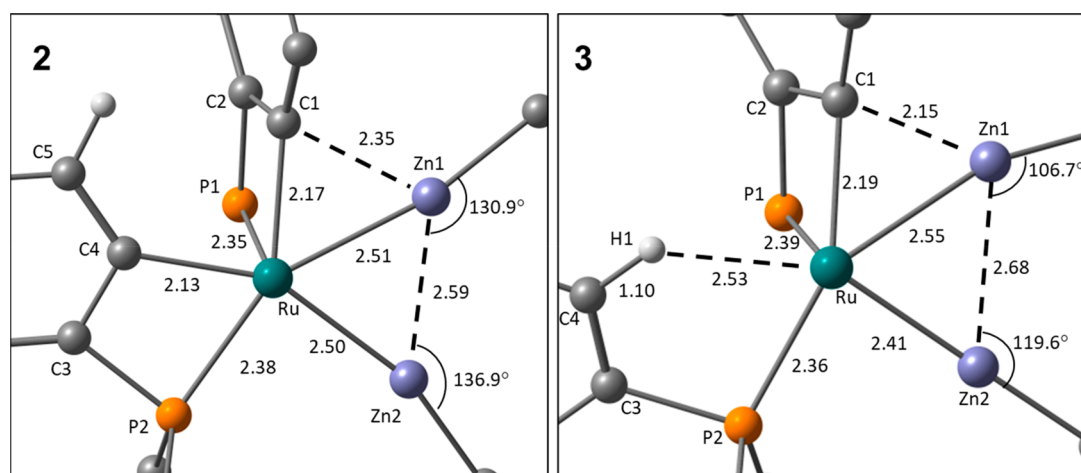 2
C2
C1
2.35
Zn1
C5
P1
2.17
130.9°
2.35
2.51
C4
2.13
2.59
Ru
2.50
136.9°
C3
2.38
Zn2
P2
3
C1
C2
2.15
Zn1
106.7°
P1
2.19
H1
2.39
2.55
2.53
2.68
1.10
Ru
C4
2.41
119.6°
2.36
C3
Zn2
P2